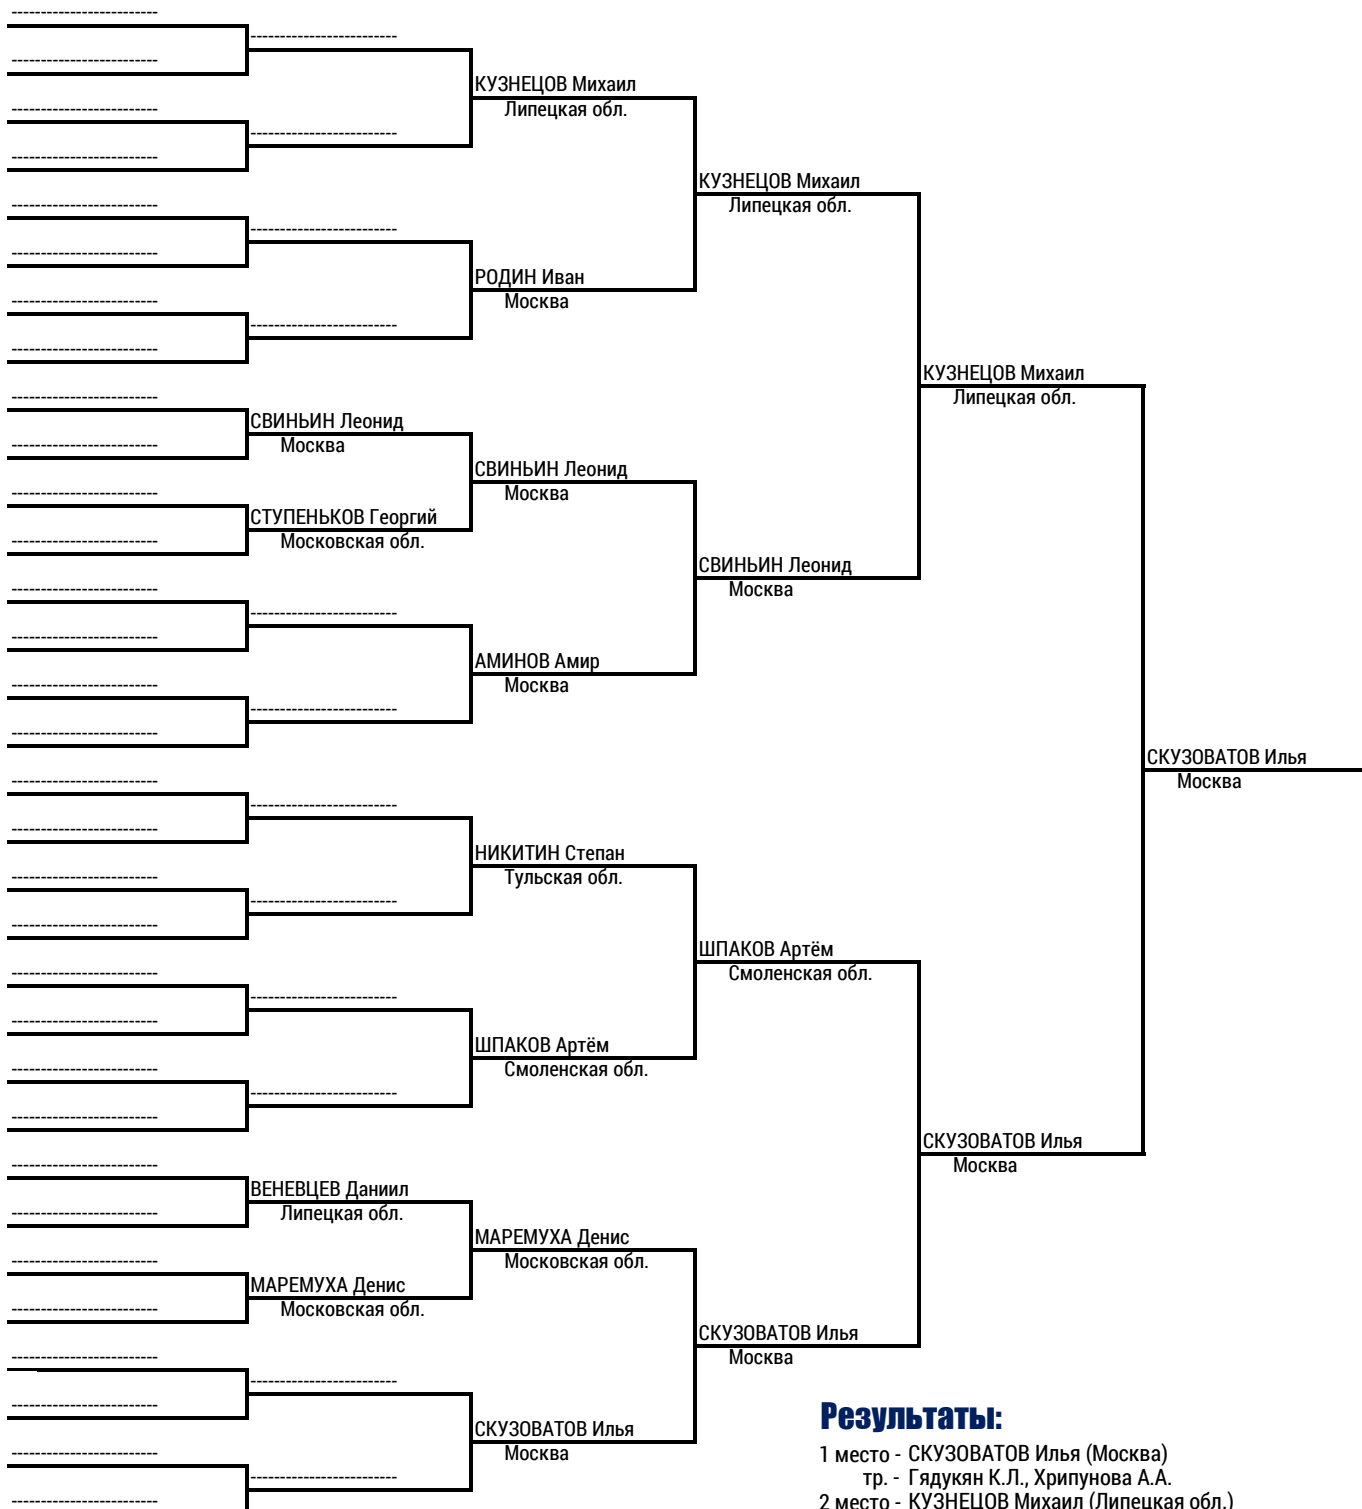 КУЗНЕЦОВ Михаил
Липецкая обл.
РОДИН Иван
Москва
КУЗНЕЦОВ Михаил
Липецкая обл.
СВИНЬИН Леонид
Москва
СТУПЕНЬКОВ Георгий
Московская обл.
СВИНЬИН Леонид
Москва
АМИНОВ Амир
Москва
СВИНЬИН Леонид
Москва
КУЗНЕЦОВ Михаил
Липецкая обл.
НИКИТИН Степан
Тульская обл.
ШПАКОВ Артём
Смоленская обл.
ШПАКОВ Артём
Смоленская обл.
ВЕНЕВЦЕВ Даниил
Липецкая обл.
МАРЕМУХА Денис
Московская обл.
МАРЕМУХА Денис
Московская обл.
СКУЗОВАТОВ Илья
Москва
СКУЗОВАТОВ Илья
Москва
СКУЗОВАТОВ Илья
Москва
СКУЗОВАТОВ Илья
Москва
Результаты:
1 место - СКУЗОВАТОВ Илья (Москва)
тр. - Гядукян К.Л., Хрипунова А.А.
2 место - КУЗНЕЦОВ Михаил (Липецкая обл.)